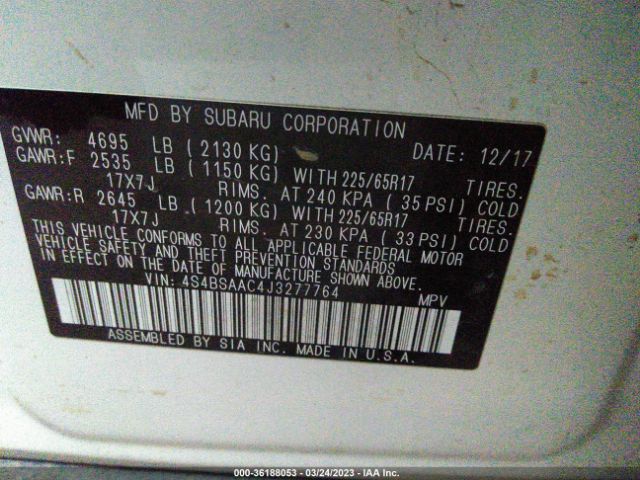 MFD BY SUBARU CORPORATION
GVWR: 4695 LB (2130 KG) DATE: 12/17
GAWR:F 2535 LB (1150 KG) WITH 225/65R17 TIRES.
17X7J RIMS. AT 240 KPA (35 PSI) COLD
GAWR:R 2645 LB (1200 KG) WITH 225/65R17 TIRES.
17X7J RIMS. AT 230 KPA (33 PSI) COLD
THIS VEHICLE CONFORMS TO ALL APPLICABLE FEDERAL MOTOR
VEHICLE SAFETY AND THEFT PREVENTION STANDARDS
IN EFFECT ON THE DATE OF MANUFACTURE SHOWN ABOVE.
VIN: 4S4BSAAC4J3277764 MPV
ASSEMBLED BY SIA INC. MADE IN U.S.A.
000-36188053 — 03/24/2023 — IAA Inc.